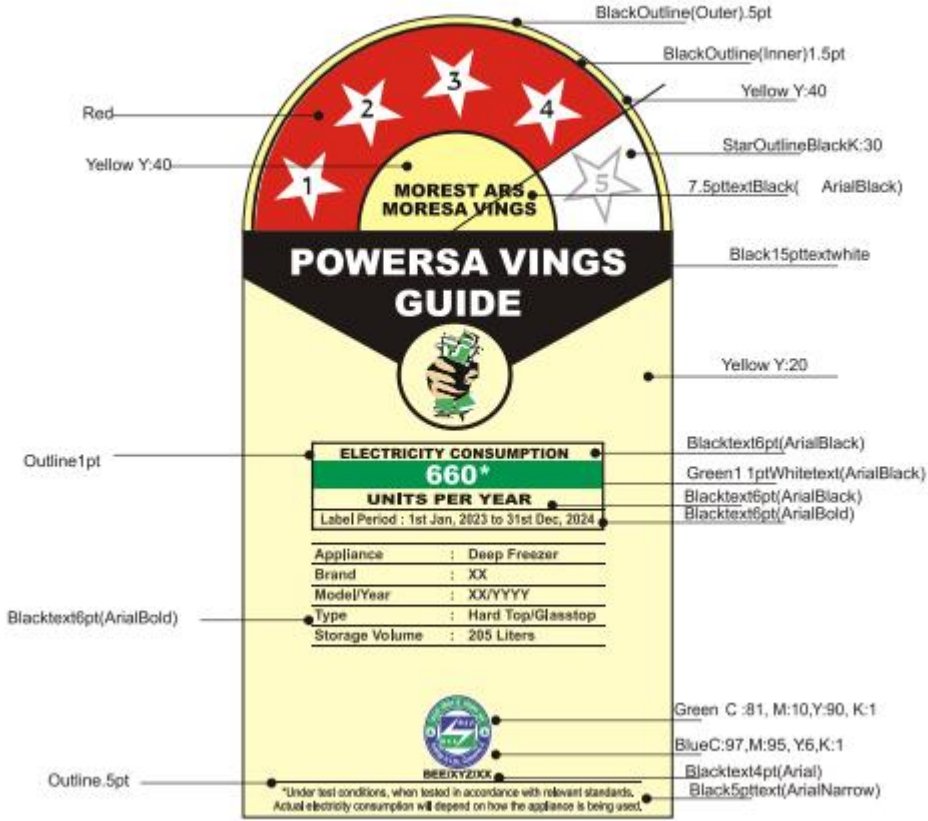 BlackOutline(Outer).5pt
BlackOutline(Inner)1.5pt
Yellow Y:40
Red
StarOutlineBlackK:30
Yellow Y:40
7.5pttextBlack( ArialBlack)
1
2
3
4
5
MOREST ARS
MORESA VINGS
POWERSA VINGS
GUIDE
Black15pttextwhite
Yellow Y:20
Outline1pt
ELECTRICITY CONSUMPTION
660*
UNITS PER YEAR
Label Period : 1st Jan, 2023 to 31st Dec, 2024
Blacktext6pt(ArialBlack)
Green1 1ptWhitetext(ArialBlack)
Blacktext6pt(ArialBlack)
Blacktext6pt(ArialBold)
Appliance : Deep Freezer
Brand : XX
Model/Year : XX/YYYY
Type : Hard Top/Glasstop
Storage Volume : 205 Liters
Blacktext6pt(ArialBold)
Green C :81, M:10,Y:90, K:1
BlueC:97,M:95, Y:6,K:1
BEE/XYZ/XX
Blacktext4pt(Arial)
Outline.5pt
Black5pttext(ArialNarrow)
*Under test conditions, when tested in accordance with relevant standards.
Actual electricity consumption will depend on how the appliance is being used.